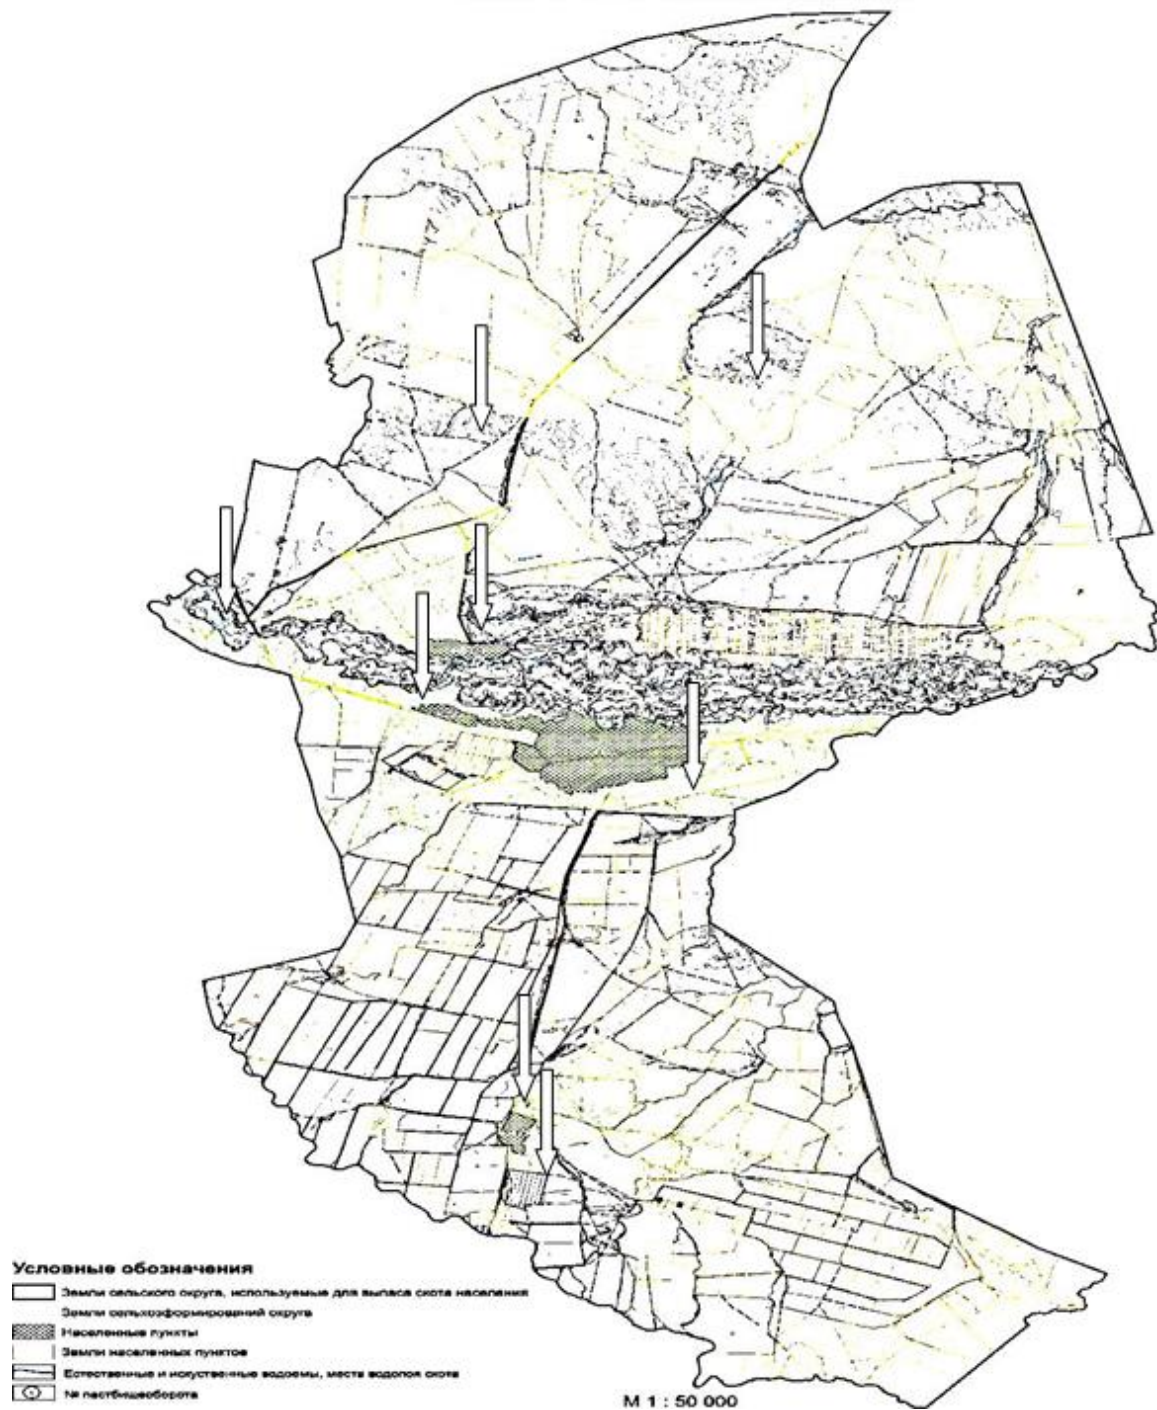 Условные обозначения
Земли сельского округа, используемые для выпаса скота населения
Земли сельхозформирований округа
Населенные пункты
Земли населенных пунктов
Естественные и искуственные водоемы, места водопоя скота
№ пастбищеоборота
М 1 : 50 000